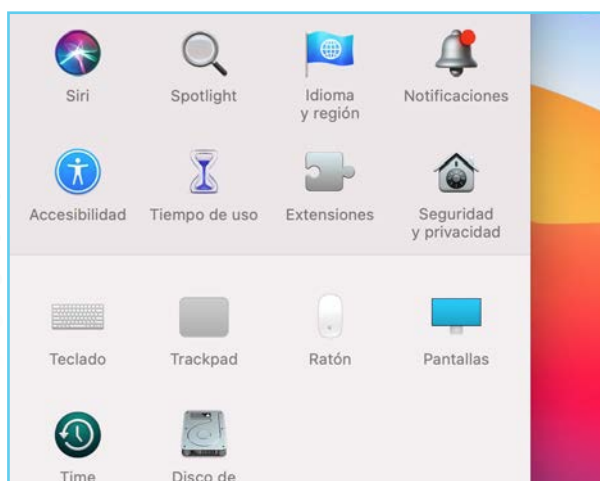 Siri
Spotlight
Idioma
y región
Notificaciones
Accesibilidad
Tiempo de uso
Extensiones
Seguridad
y privacidad
Teclado
Trackpad
Ratón
Pantallas
Time
Disco de